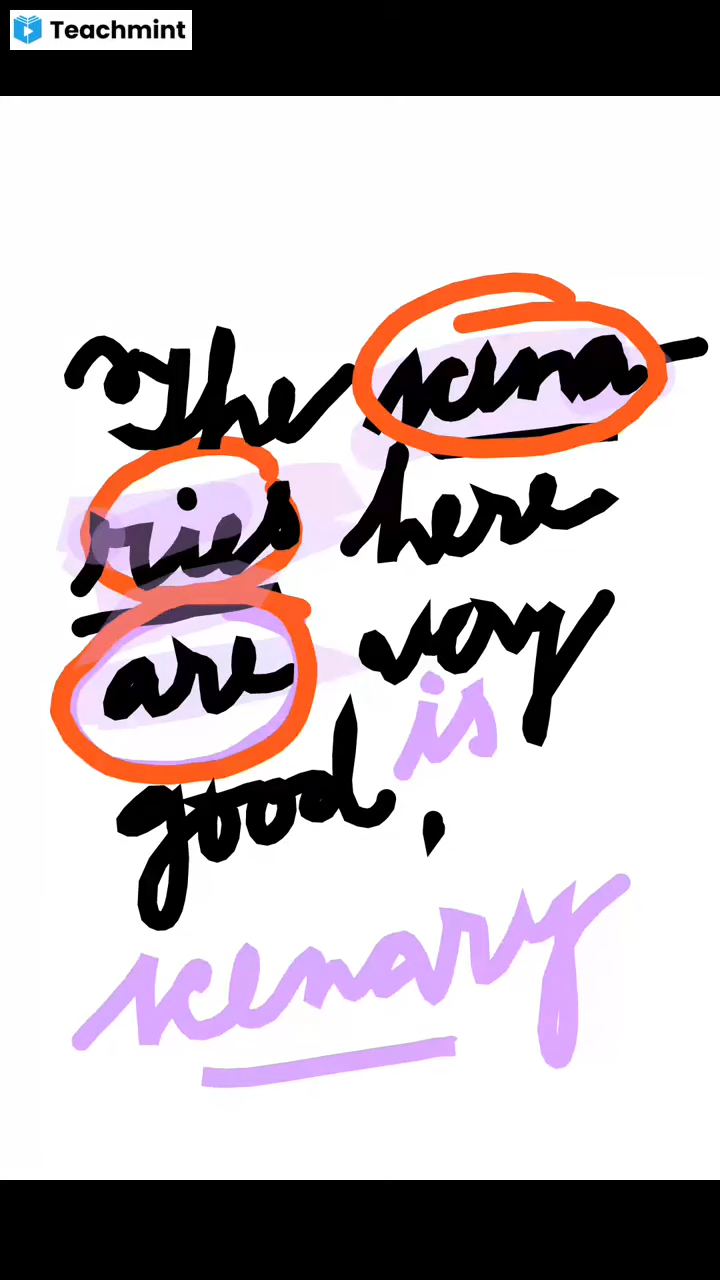 Teachmint
The scena
ries here
are very
is
good,
scenary